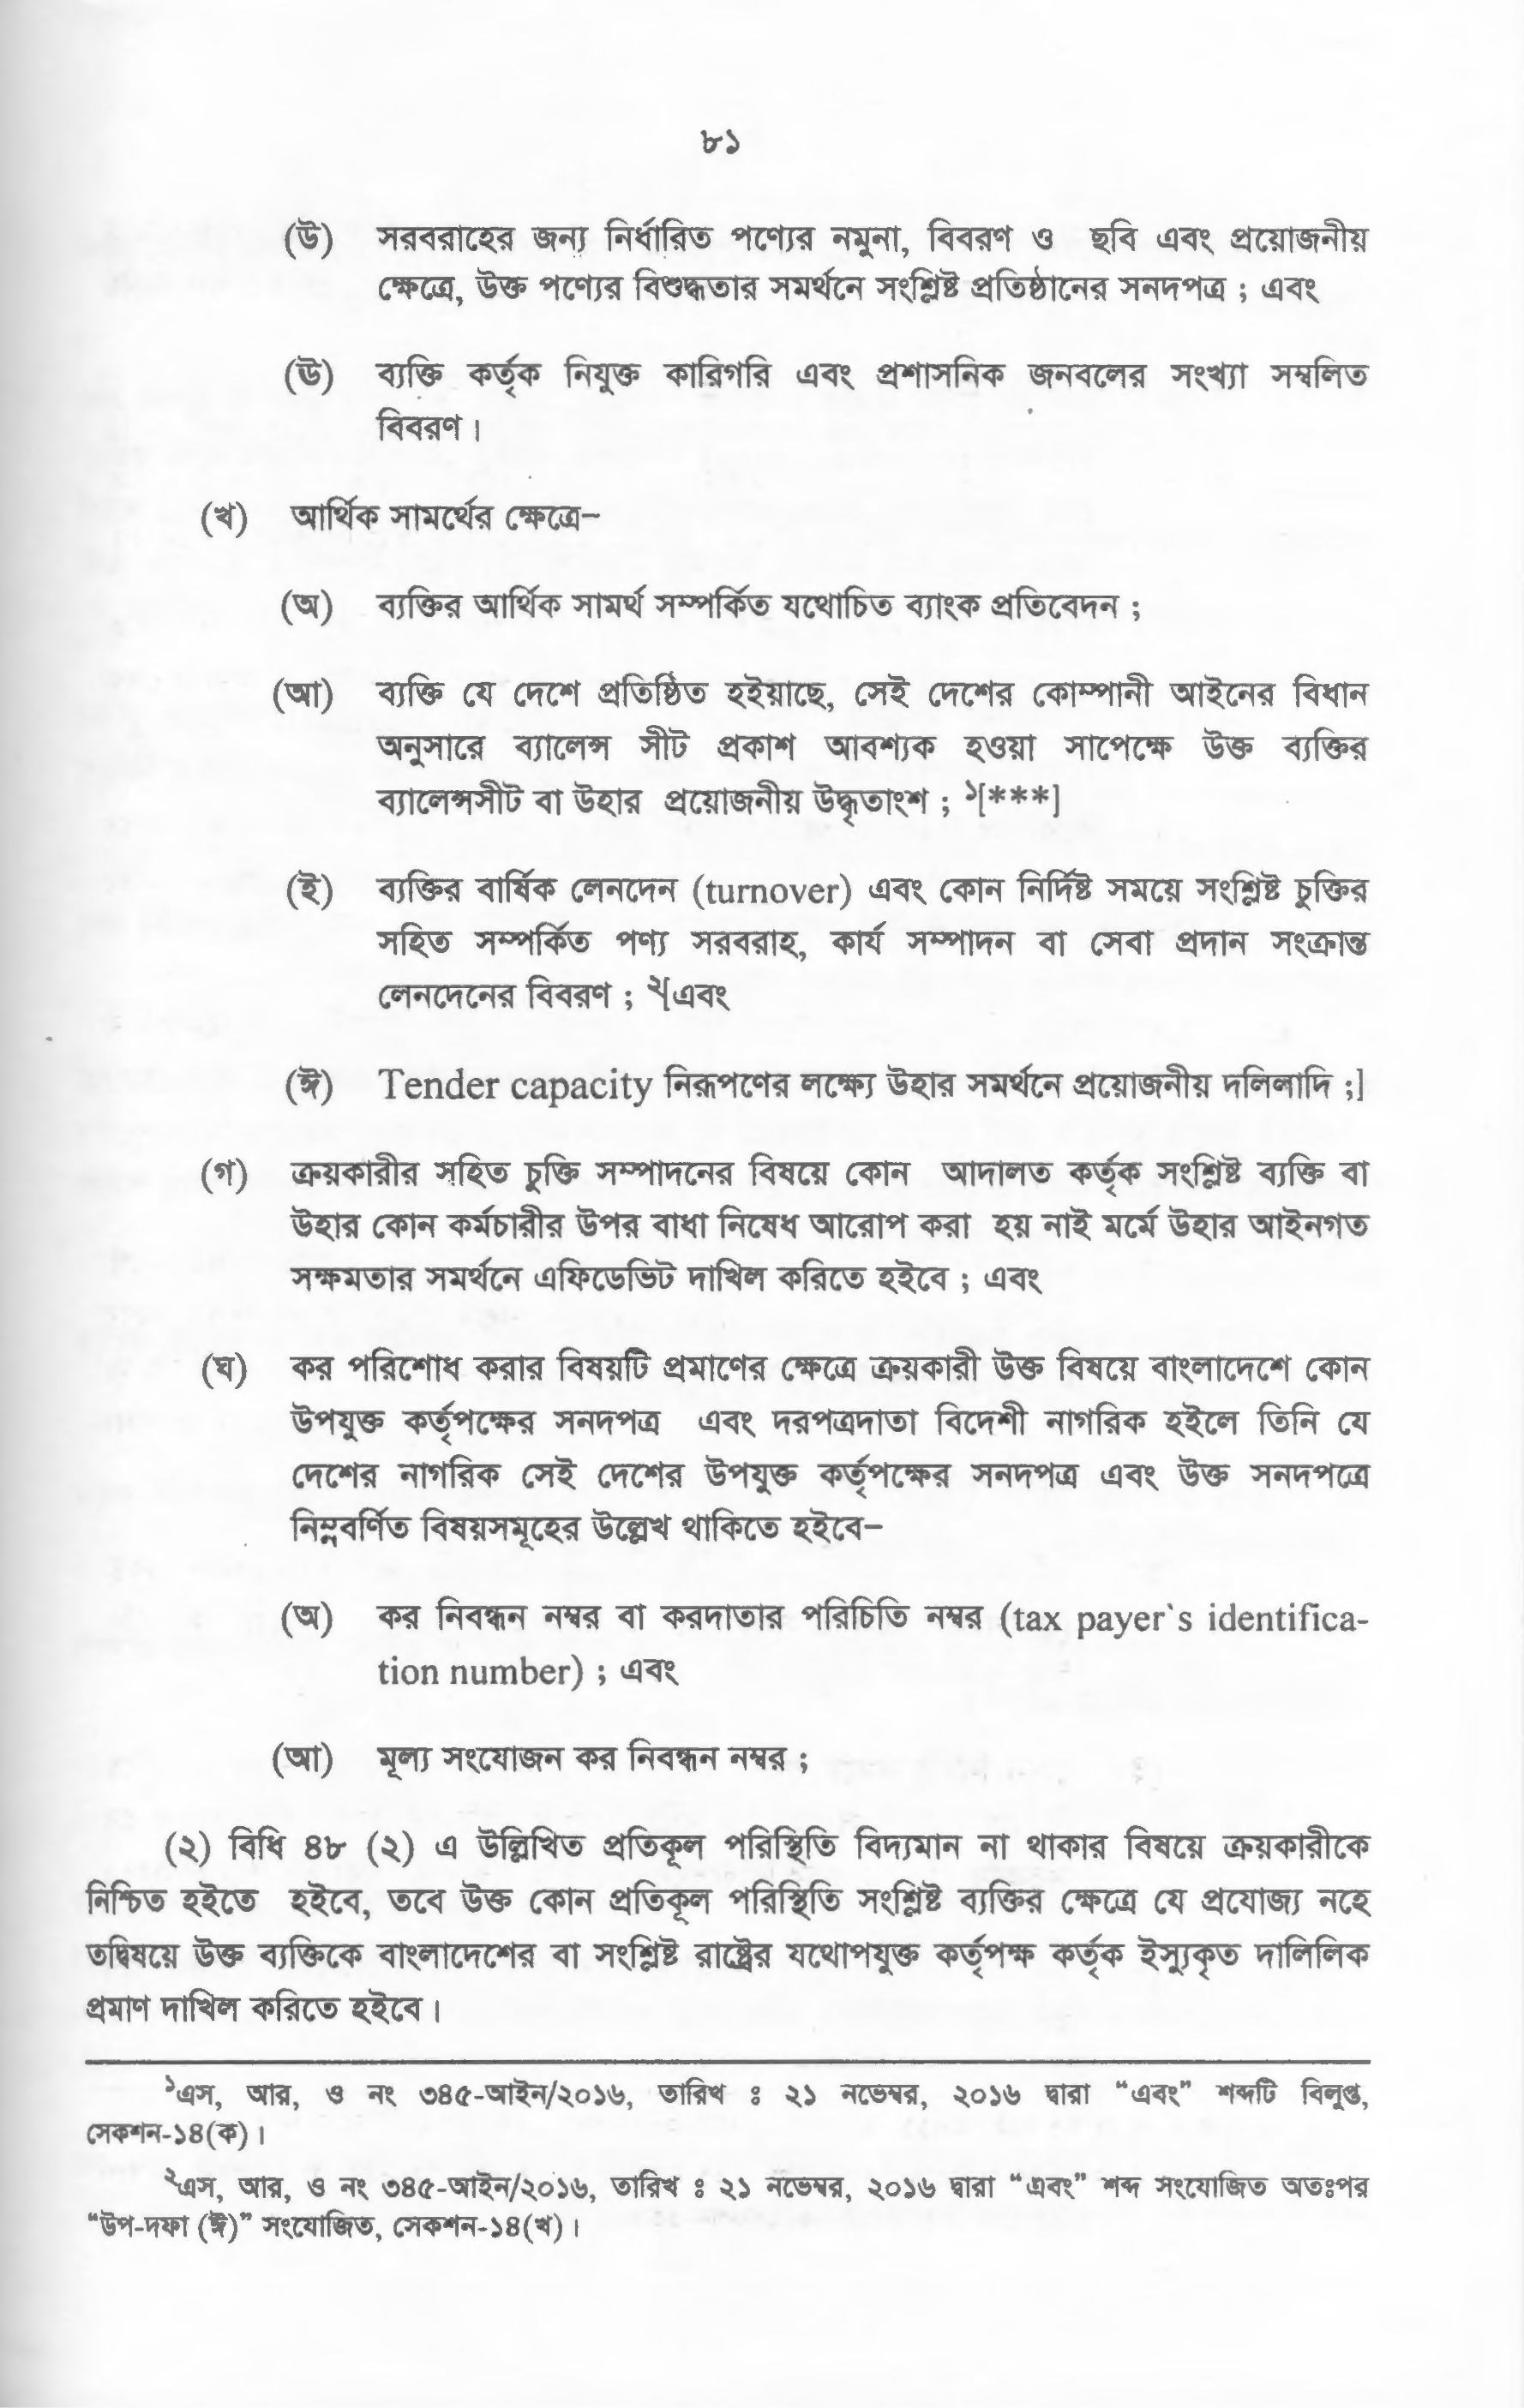 ৮১
(উ) সরবরাহের জন্য নির্ধারিত পণ্যের নমুনা, বিবরণ ও ছবি এবং প্রয়োজনীয়
ক্ষেত্রে, উক্ত পণ্যের বিশুদ্ধতার সমর্থনে সংশ্লিষ্ট প্রতিষ্ঠানের সনদপত্র ; এবং
(ঊ) ব্যক্তি কর্তৃক নিযুক্ত কারিগরি এবং প্রশাসনিক জনবলের সংখ্যা সম্বলিত
বিবরণ।
(খ) আর্থিক সামর্থের ক্ষেত্রে–
(অ) ব্যক্তির আর্থিক সামর্থ সম্পর্কিত যথোচিত ব্যাংক প্রতিবেদন ;
(আ) ব্যক্তি যে দেশে প্রতিষ্ঠিত হইয়াছে, সেই দেশের কোম্পানী আইনের বিধান
অনুসারে ব্যালেন্স সীট প্রকাশ আবশ্যক হওয়া সাপেক্ষে উক্ত ব্যক্তির
ব্যালেন্সসীট বা উহার প্রয়োজনীয় উদ্ধৃতাংশ ; ১[***]
(ই) ব্যক্তির বার্ষিক লেনদেন (turnover) এবং কোন নির্দিষ্ট সময়ে সংশ্লিষ্ট চুক্তির
সহিত সম্পর্কিত পণ্য সরবরাহ, কার্য সম্পাদন বা সেবা প্রদান সংক্রান্ত
লেনদেনের বিবরণ ; ২[এবং
(ঈ) Tender capacity নিরূপণের লক্ষ্যে উহার সমর্থনে প্রয়োজনীয় দলিলাদি ;]
(গ) ক্রয়কারীর সহিত চুক্তি সম্পাদনের বিষয়ে কোন আদালত কর্তৃক সংশ্লিষ্ট ব্যক্তি বা
উহার কোন কর্মচারীর উপর বাধা নিষেধ আরোপ করা হয় নাই মর্মে উহার আইনগত
সক্ষমতার সমর্থনে এফিডেভিট দাখিল করিতে হইবে ; এবং
(ঘ) কর পরিশোধ করার বিষয়টি প্রমাণের ক্ষেত্রে ক্রয়কারী উক্ত বিষয়ে বাংলাদেশে কোন
উপযুক্ত কর্তৃপক্ষের সনদপত্র এবং দরপত্রদাতা বিদেশী নাগরিক হইলে তিনি যে
দেশের নাগরিক সেই দেশের উপযুক্ত কর্তৃপক্ষের সনদপত্র এবং উক্ত সনদপত্রে
নিম্নবর্ণিত বিষয়সমূহের উল্লেখ থাকিতে হইবে–
(অ) কর নিবন্ধন নম্বর বা করদাতার পরিচিতি নম্বর (tax payer`s identifica-
tion number) ; এবং
(আ) মূল্য সংযোজন কর নিবন্ধন নম্বর ;
(২) বিধি ৪৮ (২) এ উল্লিখিত প্রতিকূল পরিস্থিতি বিদ্যমান না থাকার বিষয়ে ক্রয়কারীকে
নিশ্চিত হইতে হইবে, তবে উক্ত কোন প্রতিকূল পরিস্থিতি সংশ্লিষ্ট ব্যক্তির ক্ষেত্রে যে প্রযোজ্য নহে
তদ্বিষয়ে উক্ত ব্যক্তিকে বাংলাদেশের বা সংশ্লিষ্ট রাষ্ট্রের যথোপযুক্ত কর্তৃপক্ষ কর্তৃক ইস্যুকৃত দালিলিক
প্রমাণ দাখিল করিতে হইবে।
১এস, আর, ও নং ৩৪৫-আইন/২০১৬, তারিখ ঃ ২১ নভেম্বর, ২০১৬ দ্বারা “এবং” শব্দটি বিলুপ্ত,
সেকশন-১৪(ক)।
২এস, আর, ও নং ৩৪৫-আইন/২০১৬, তারিখ ঃ ২১ নভেম্বর, ২০১৬ দ্বারা “এবং” শব্দ সংযোজিত অতঃপর
“উপ-দফা (ঈ)” সংযোজিত, সেকশন-১৪(খ)।